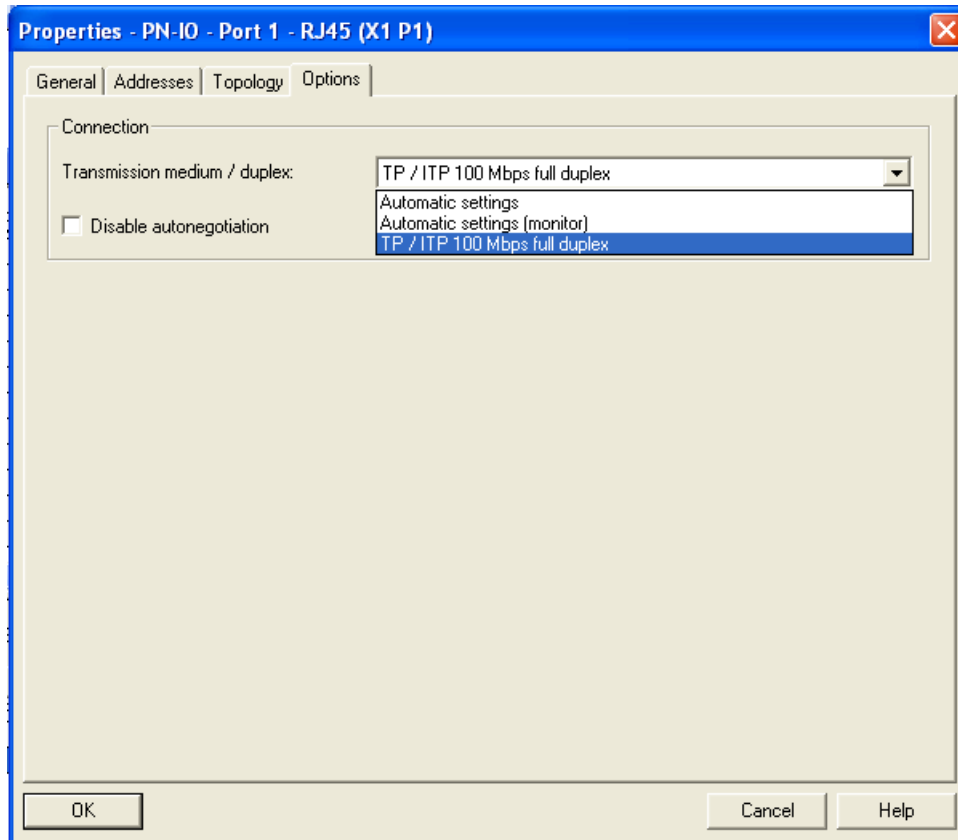 Properties - PN-IO - Port 1 - RJ45 (X1 P1)
General Addresses Topology Options
Connection
Transmission medium / duplex: TP / ITP 100 Mbps full duplex
Automatic settings
Disable autonegotiation Automatic settings (monitor)
TP / ITP 100 Mbps full duplex
OK Cancel Help